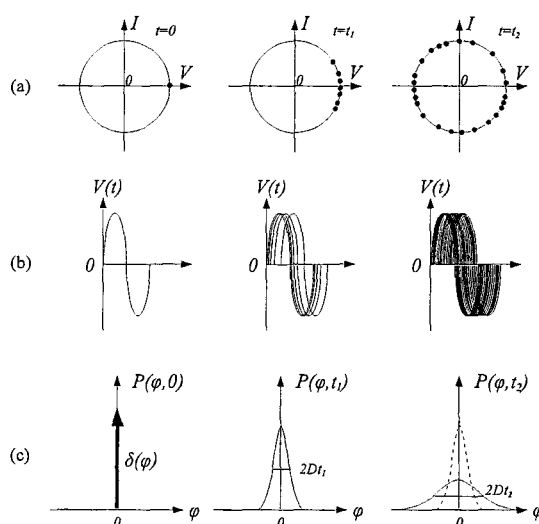 I t=0
(a) 0 V
I t=t₁
0 V
I t=t₂
0 V
V(t)
(b) 0
V(t)
0
V(t)
0
P(φ,0)
(c) δ(φ)
0 φ
P(φ,t₁)
2Dt₁
0 φ
P(φ,t₂)
2Dt₂
0 φ